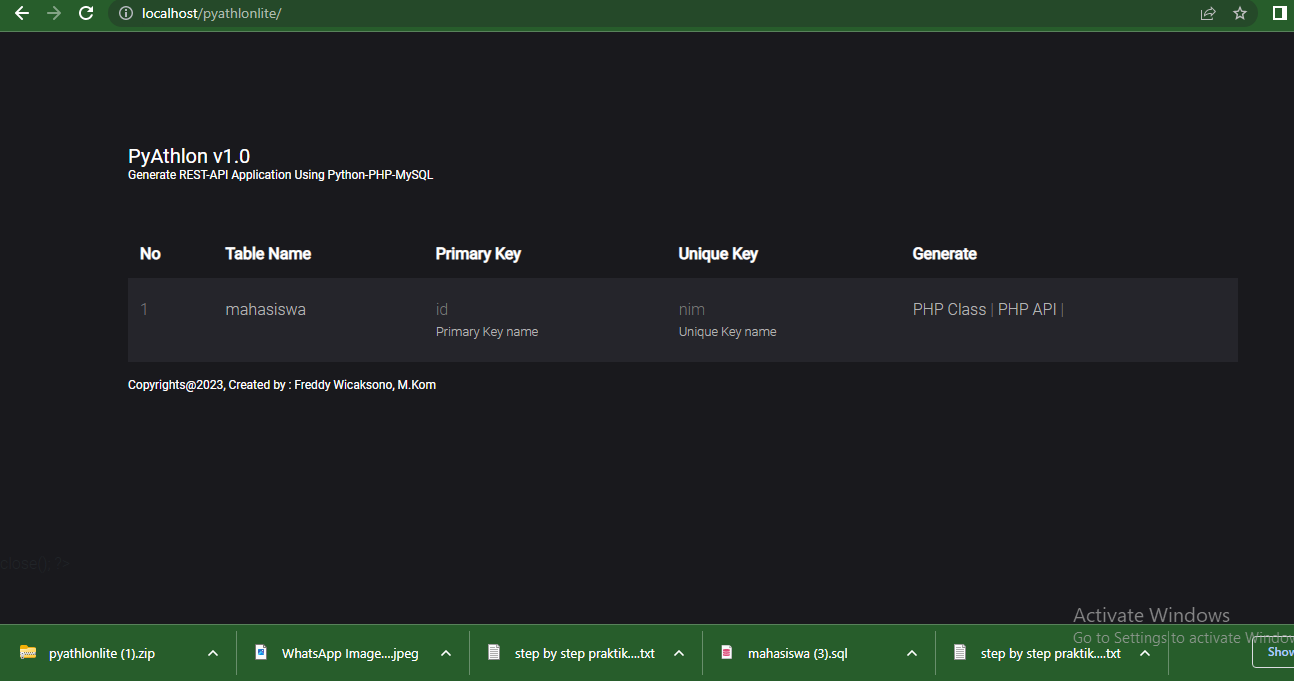 localhost/pyathlonlite/
PyAthlon v1.0
Generate REST-API Application Using Python-PHP-MySQL
No Table Name Primary Key Unique Key Generate
1 mahasiswa id nim PHP Class | PHP API |
Primary Key name Unique Key name
Copyrights@2023, Created by : Freddy Wicaksono, M.Kom
close(); ?>
Activate Windows
Go to Settings to activate Window
pyathlonlite (1).zip WhatsApp Image....jpeg step by step praktik....txt mahasiswa (3).sql step by step praktik....txt Show